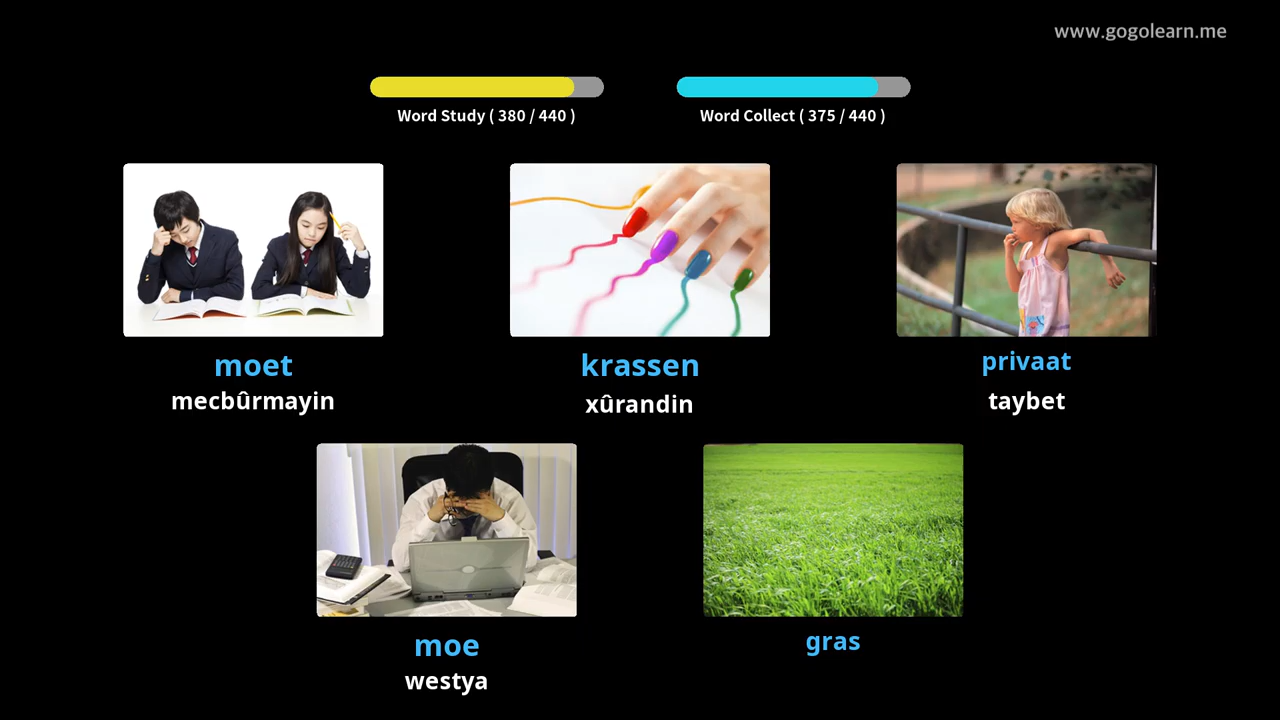 www.gogolearn.me
Word Study ( 380 / 440 )
Word Collect ( 375 / 440 )
moet
mecbûrmayin
krassen
xûrandin
privaat
taybet
moe
westya
gras